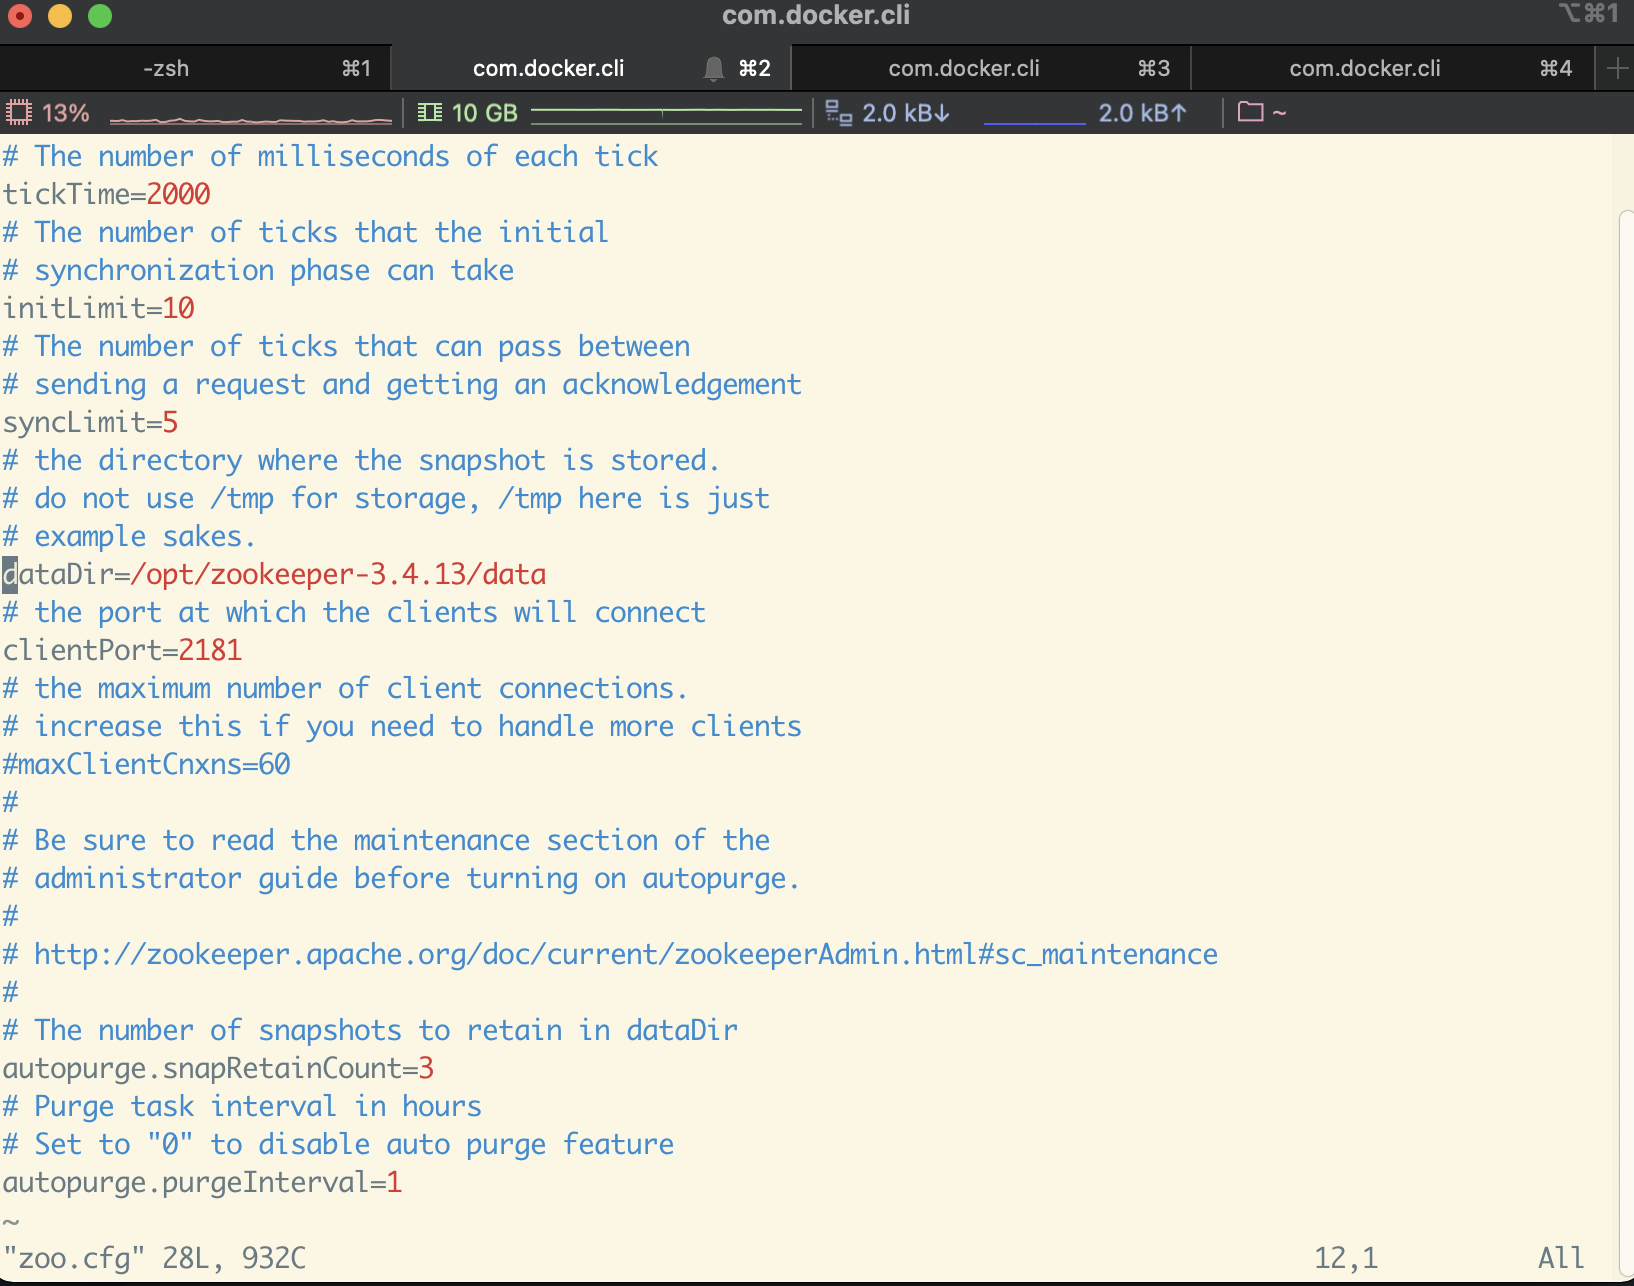 com.docker.cli
⌥⌘1
-zsh ⌘1 com.docker.cli ⌘2 com.docker.cli ⌘3 com.docker.cli ⌘4
13% 10 GB 2.0 kB↓ 2.0 kB↑ ~
# The number of milliseconds of each tick
tickTime=2000
# The number of ticks that the initial
# synchronization phase can take
initLimit=10
# The number of ticks that can pass between
# sending a request and getting an acknowledgement
syncLimit=5
# the directory where the snapshot is stored.
# do not use /tmp for storage, /tmp here is just
# example sakes.
dataDir=/opt/zookeeper-3.4.13/data
# the port at which the clients will connect
clientPort=2181
# the maximum number of client connections.
# increase this if you need to handle more clients
#maxClientCnxns=60
#
# Be sure to read the maintenance section of the
# administrator guide before turning on autopurge.
#
# http://zookeeper.apache.org/doc/current/zookeeperAdmin.html#sc_maintenance
#
# The number of snapshots to retain in dataDir
autopurge.snapRetainCount=3
# Purge task interval in hours
# Set to "0" to disable auto purge feature
autopurge.purgeInterval=1
~
"zoo.cfg" 28L, 932C 12,1 All